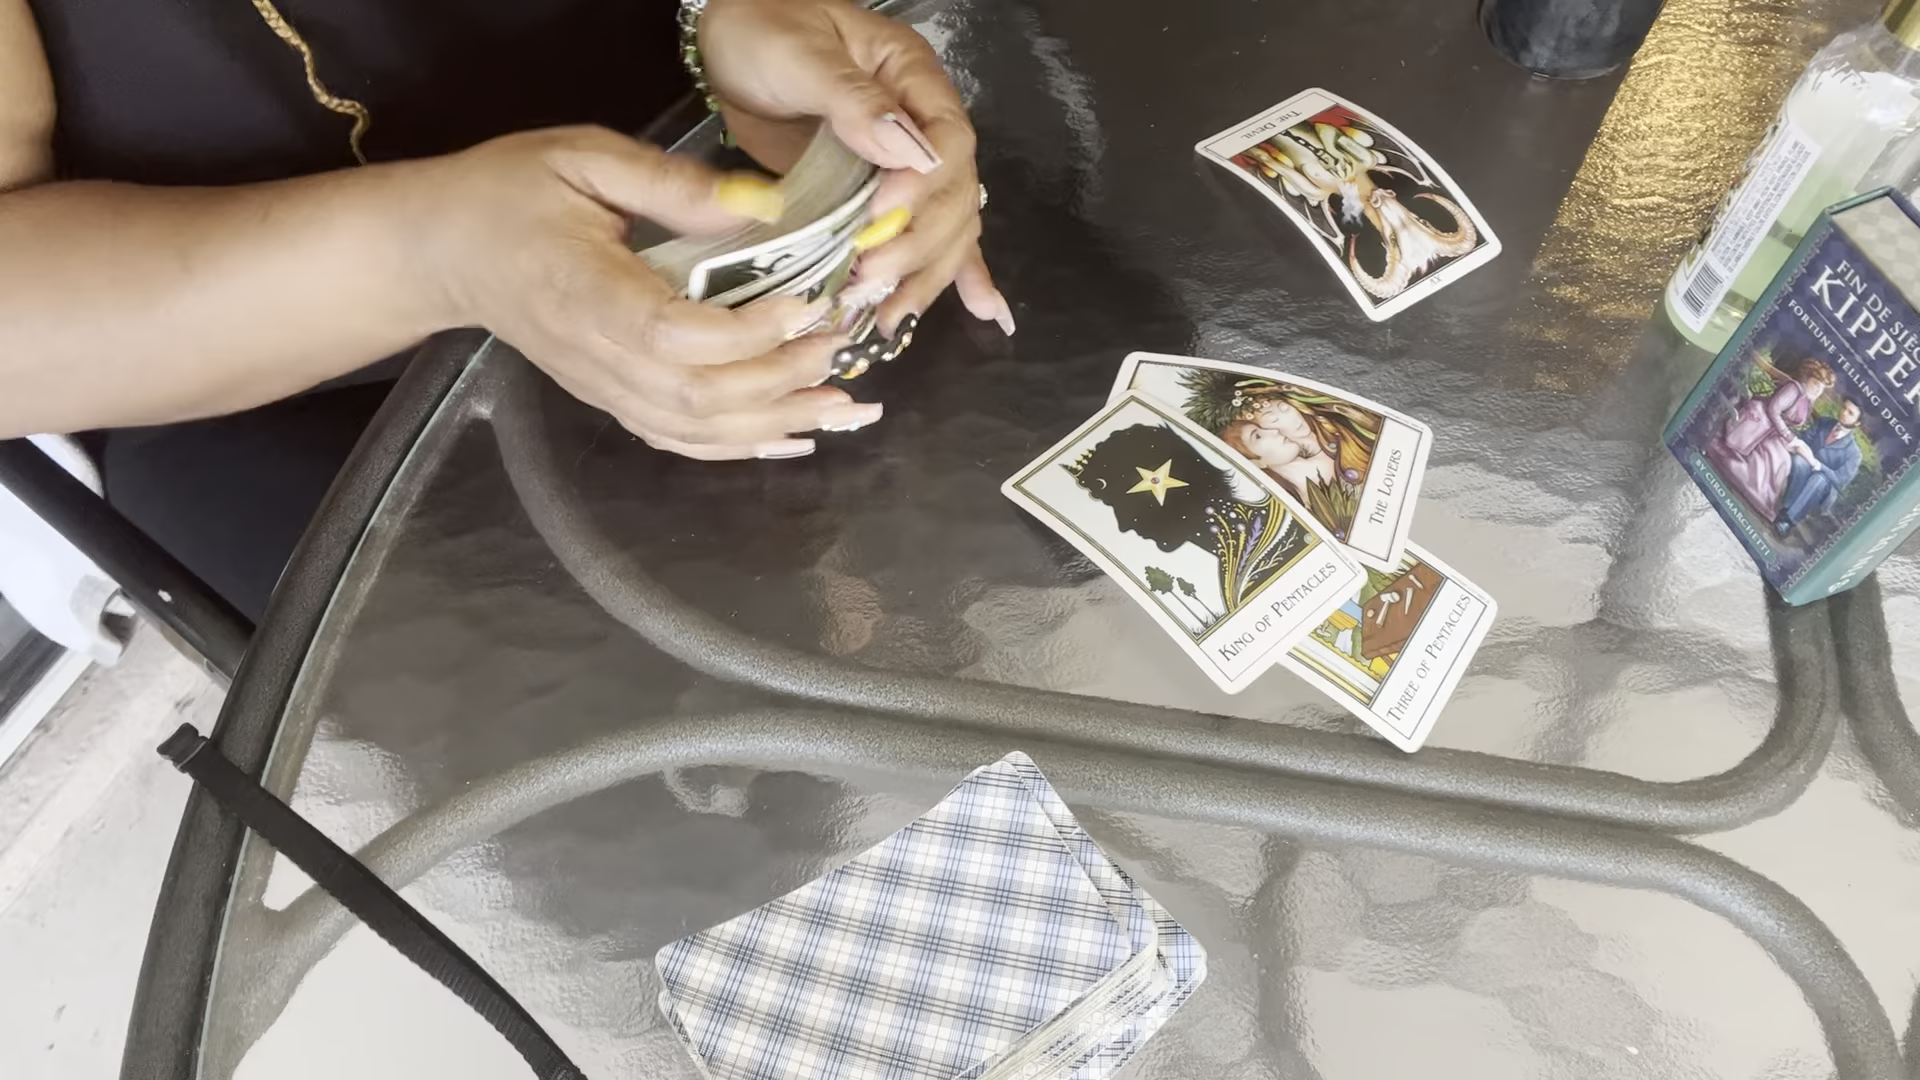 THE DEVIL
XV
THE LOVERS
KING OF PENTACLES
THREE OF PENTACLES
FIN DE SIÈC
KIPPER
FORTUNE TELLING DECK
BY CIRO MARCHETTI